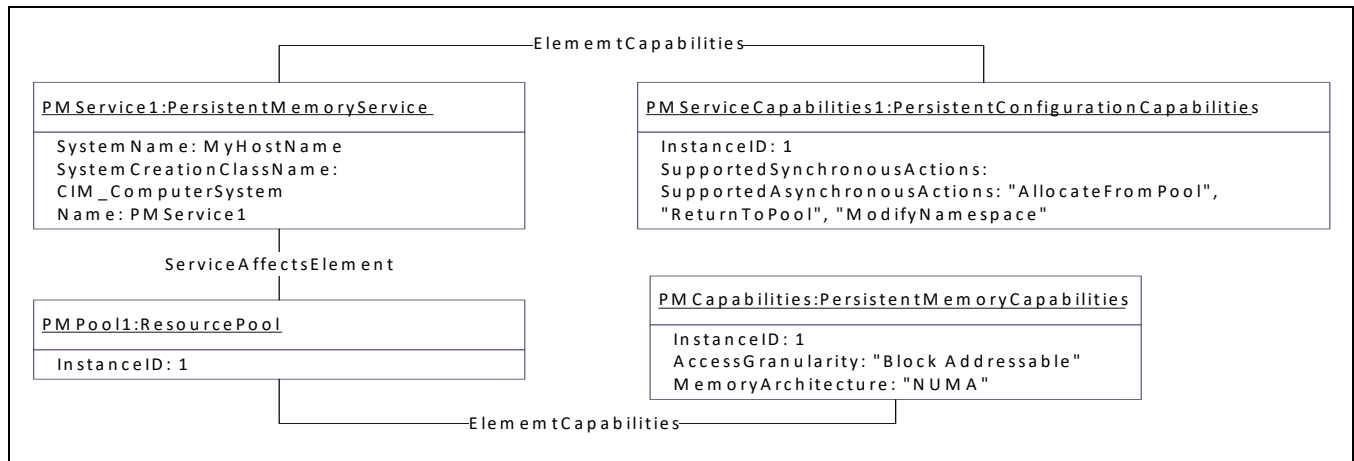 ElememtCapabilities
PMService1:PersistentMemoryService
SystemName: MyHostName
SystemCreationClassName:
CIM_ComputerSystem
Name: PMService1
PMServiceCapabilities1:PersistentConfigurationCapabilities
InstanceID: 1
SupportedSynchronousActions:
SupportedAsynchronousActions: "AllocateFromPool",
"ReturnToPool", "ModifyNamespace"
ServiceAffectsElement
PMPool1:ResourcePool
InstanceID: 1
PMCapabilities:PersistentMemoryCapabilities
InstanceID: 1
AccessGranularity: "Block Addressable"
MemoryArchitecture: "NUMA"
ElememtCapabilities